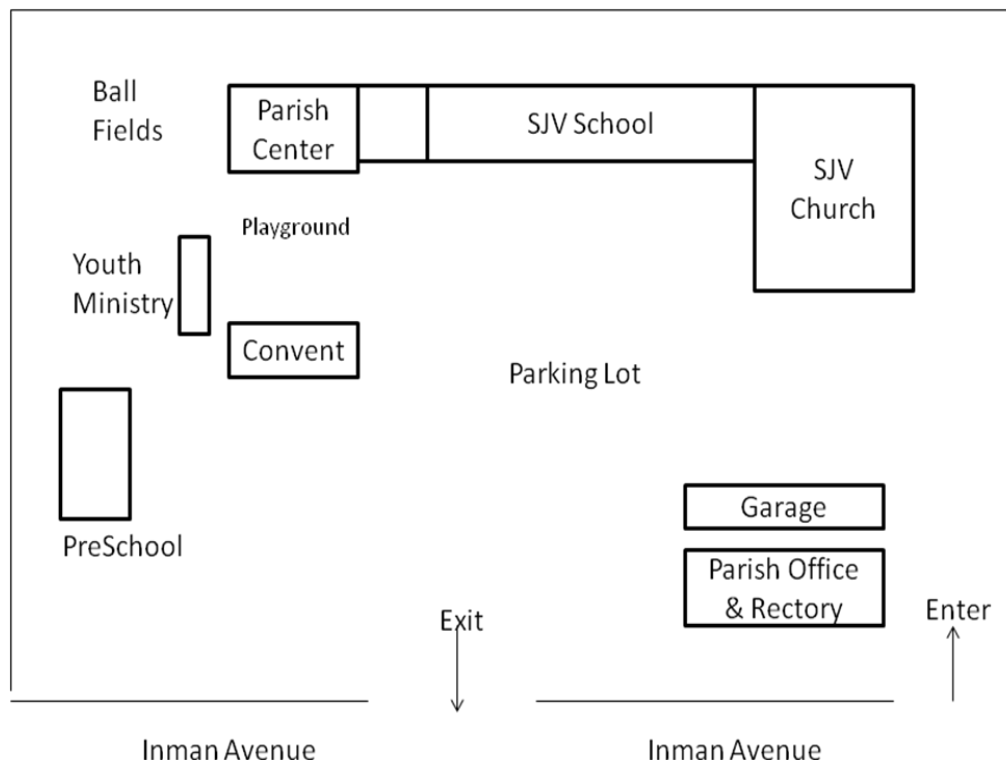 Ball
Fields
Parish
Center
SJV School
SJV
Church
Playground
Youth
Ministry
Convent
Parking Lot
PreSchool
Garage
Parish Office
& Rectory
Exit
Enter
Inman Avenue
Inman Avenue